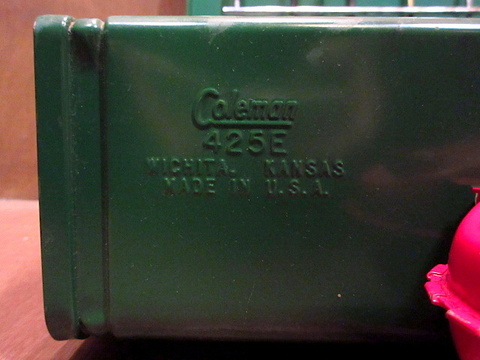 Coleman
425E
WICHITA, KANSAS
MADE IN U.S.A.